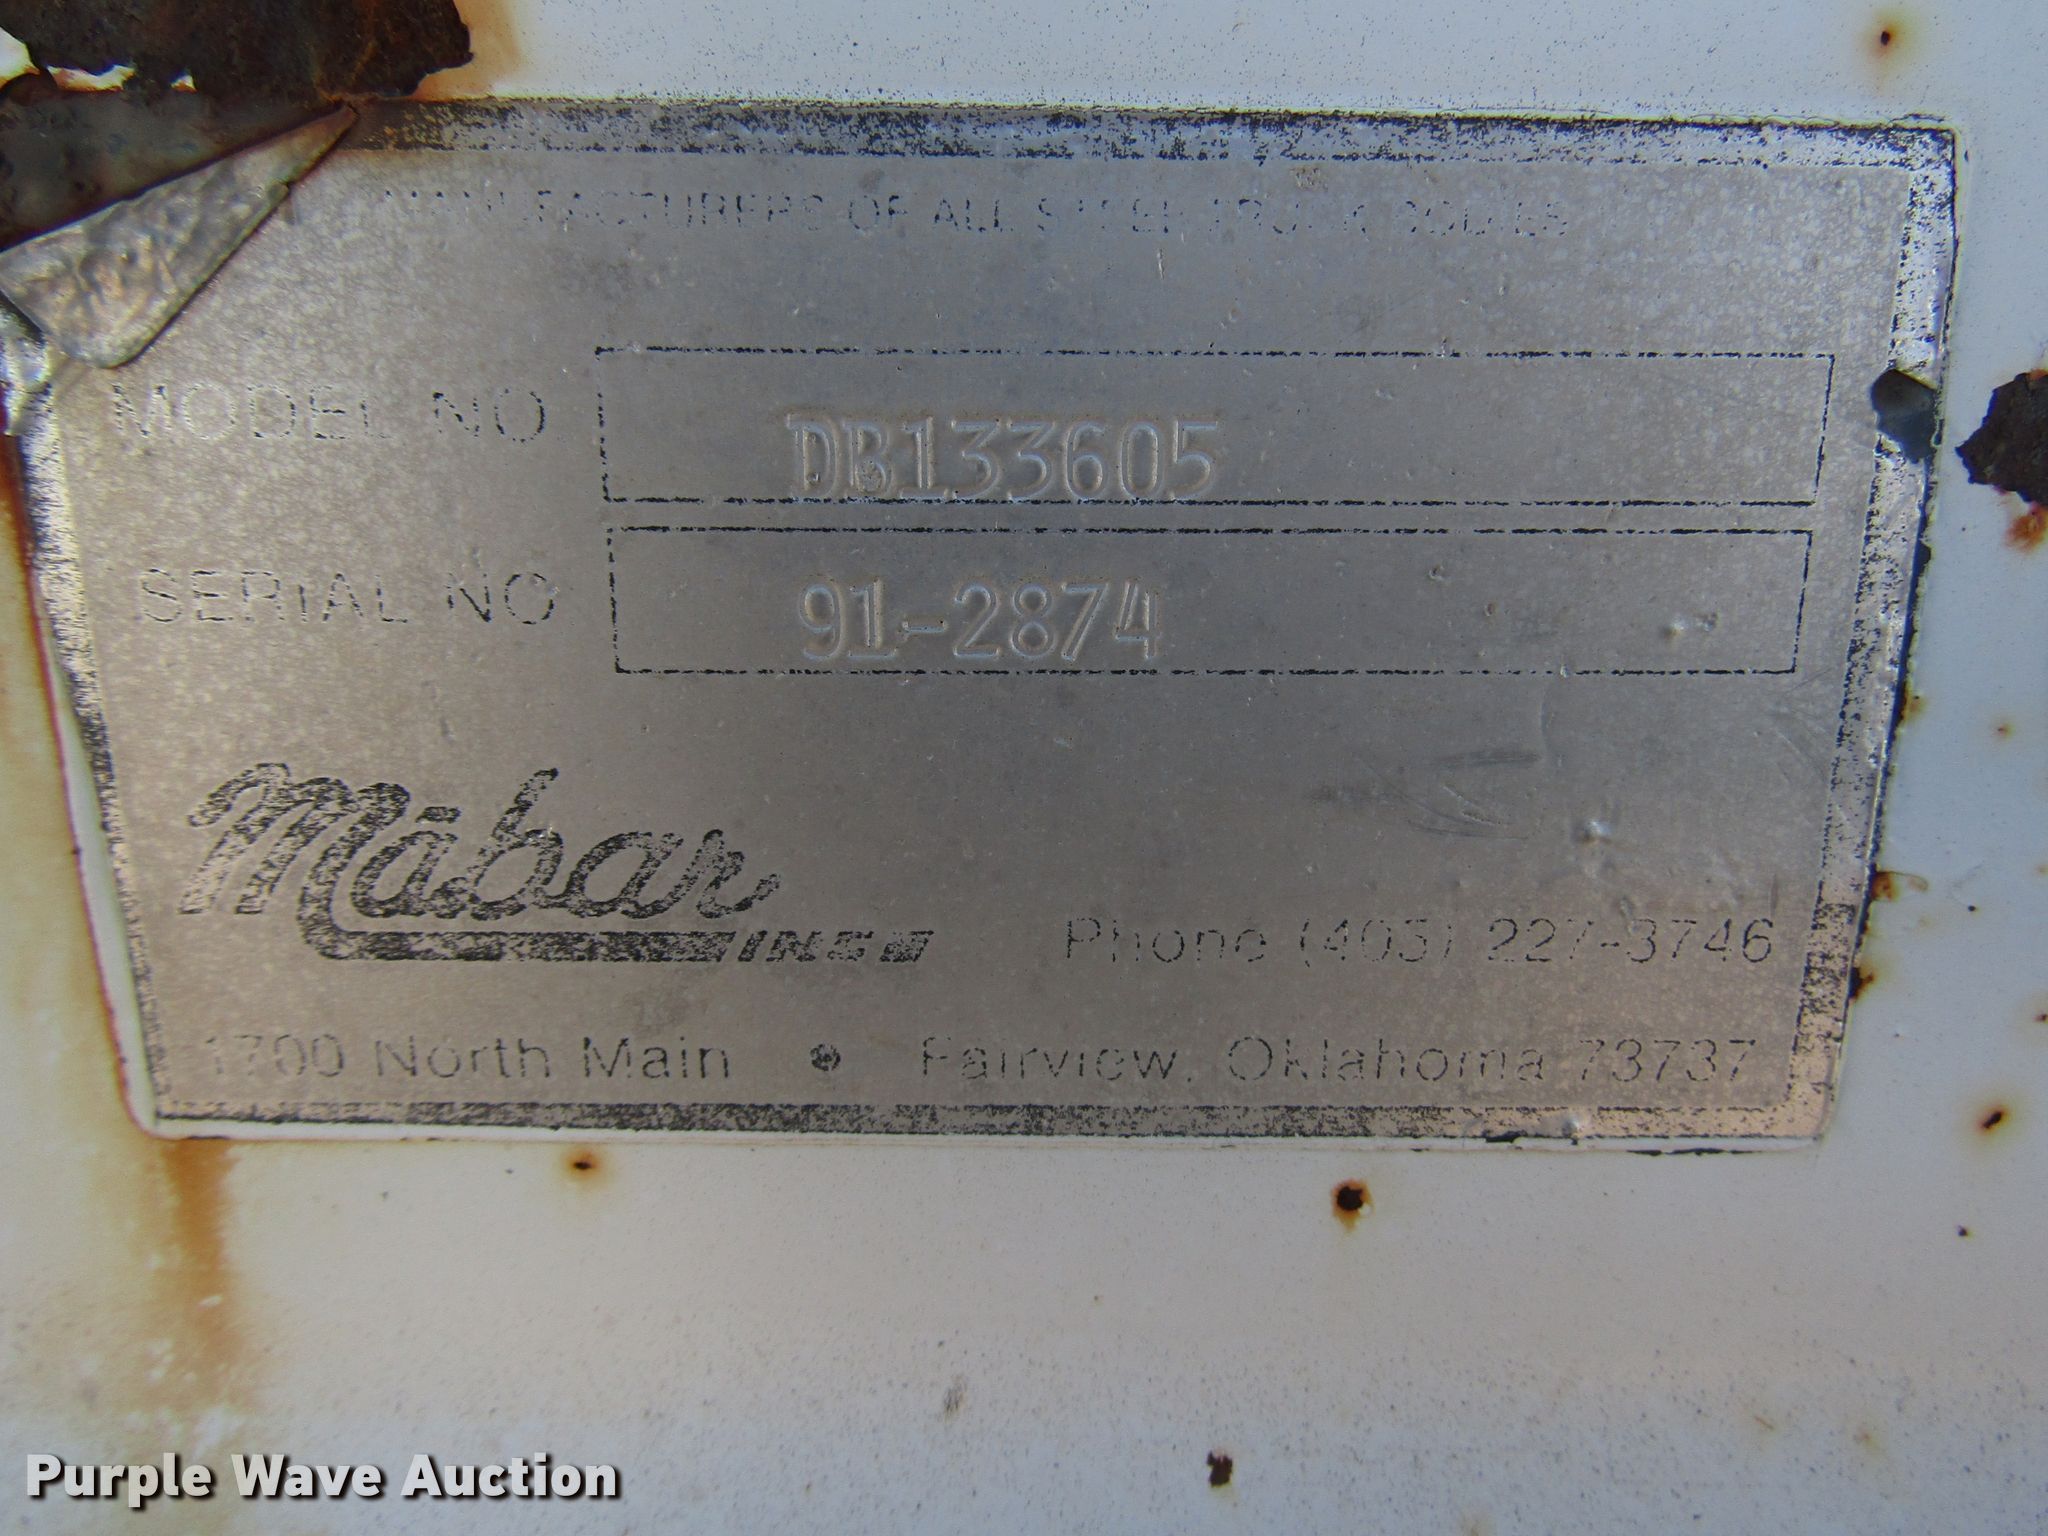 MANUFACTURERS OF ALL STEEL TRUCK BODIES
MODEL NO. DB133605
SERIAL NO 91-2874
Mabar
INC
Phone (405) 227-3746
1700 North Main • Fairview, Oklahoma 73737
Purple Wave Auction